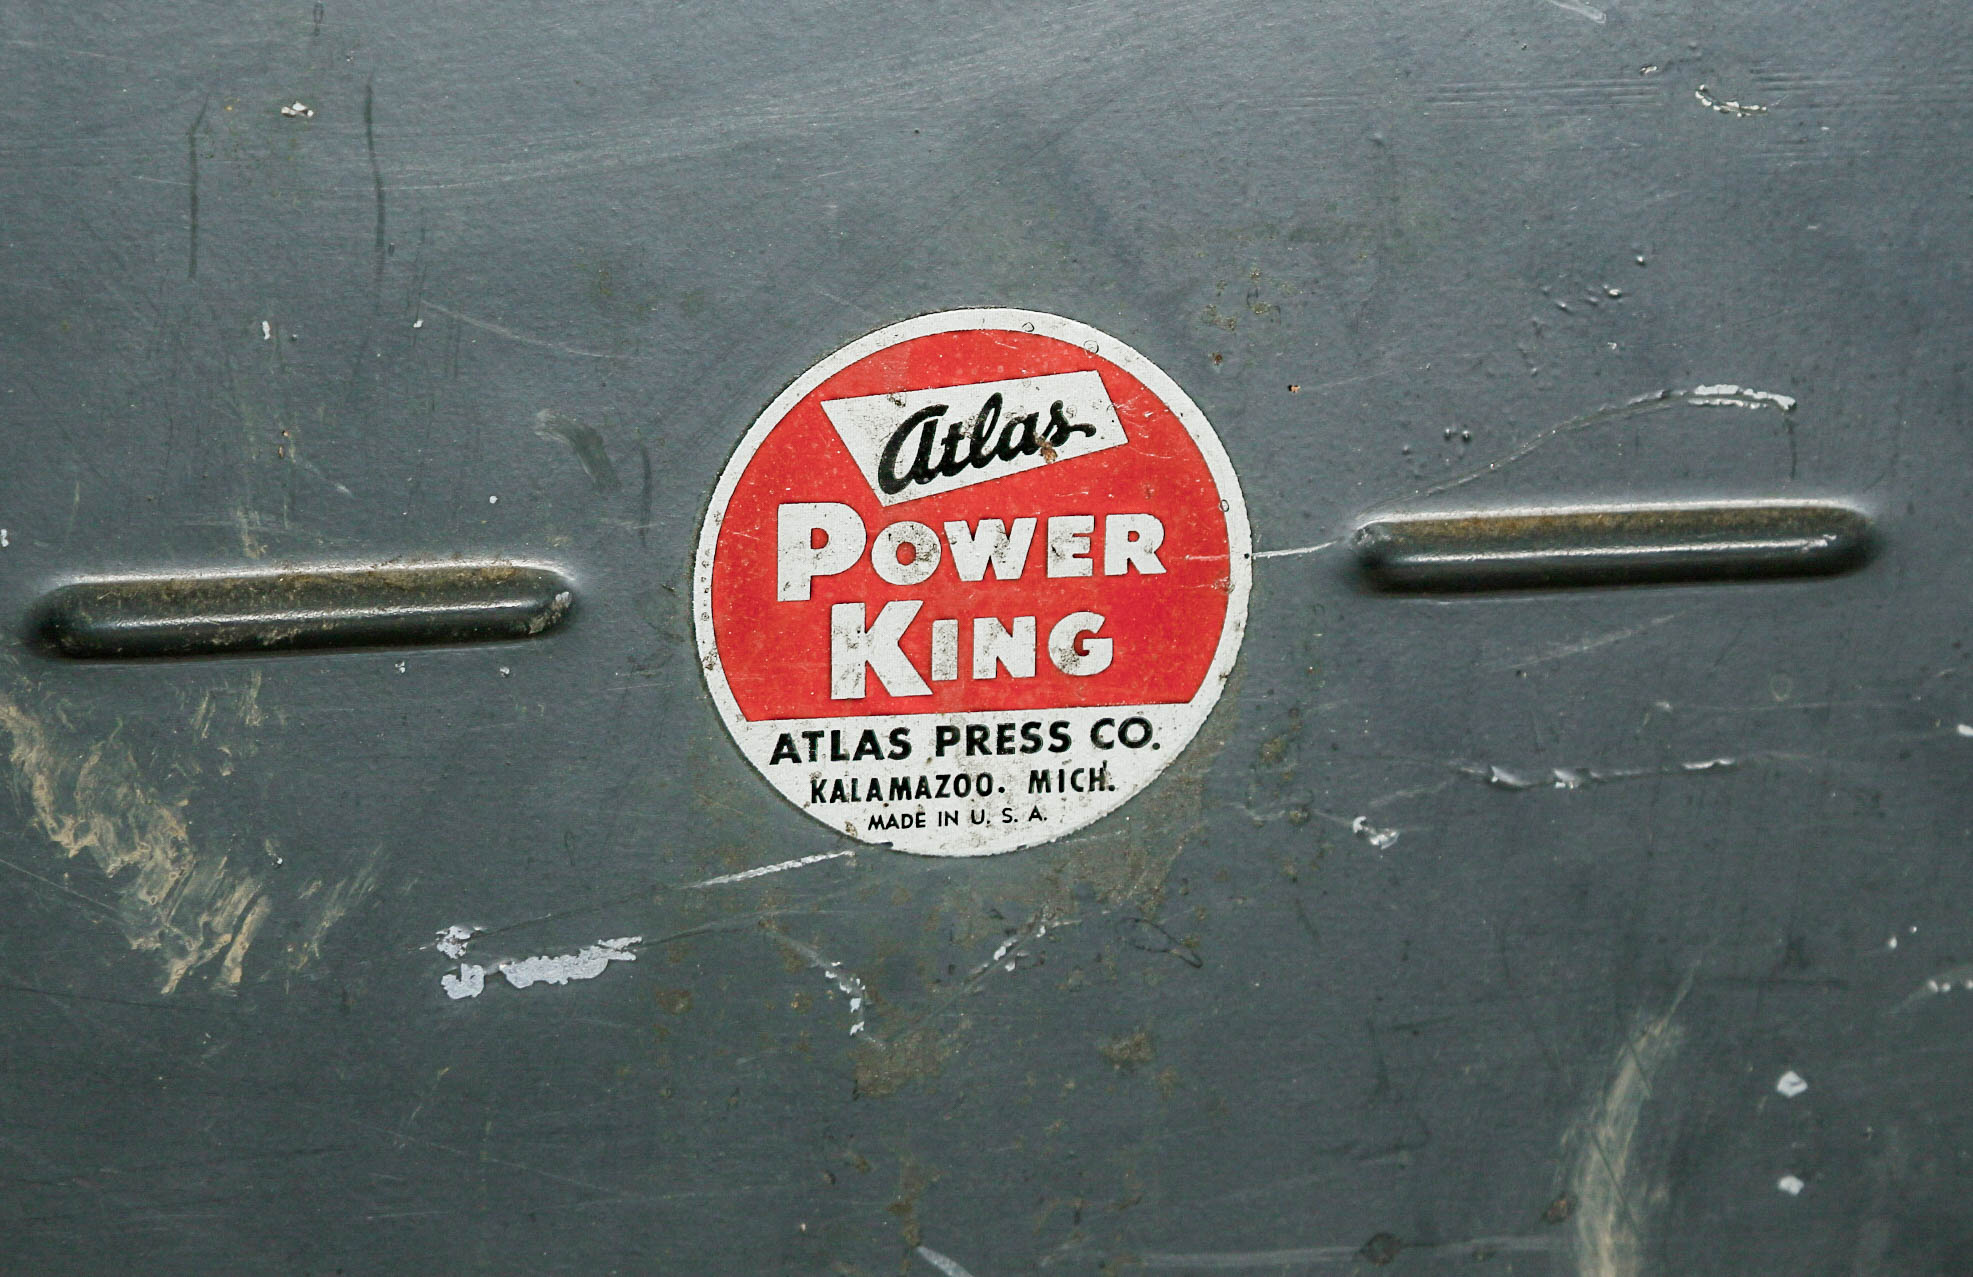 Atlas
POWER
KING
ATLAS PRESS CO.
KALAMAZOO. MICH.
MADE IN U. S. A.